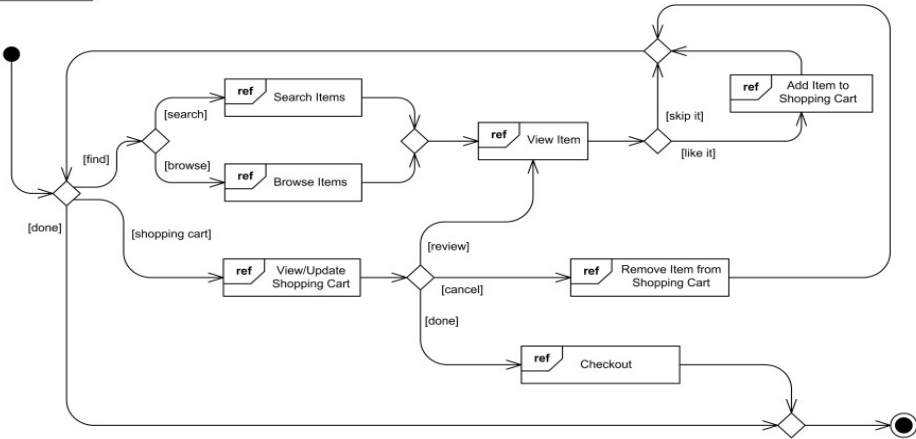 ref
Add Item to
Shopping Cart
ref
Search Items
[search]
[skip it]
ref
View Item
[like it]
[find]
[browse]
ref
Browse Items
[done]
[shopping cart]
[review]
ref
View/Update
Shopping Cart
ref
Remove Item from
Shopping Cart
[cancel]
[done]
ref
Checkout